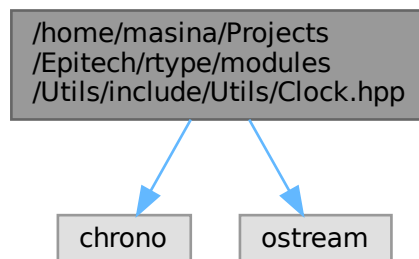 /home/masina/Projects
/Epitech/rtype/modules
/Utils/include/Utils/Clock.hpp
chrono
ostream